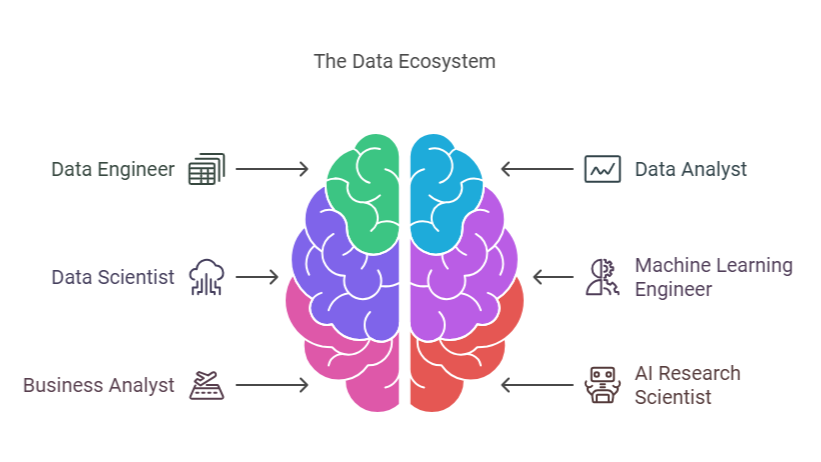 The Data Ecosystem
Data Engineer
Data Analyst
Data Scientist
Machine Learning
Engineer
Business Analyst
AI Research
Scientist